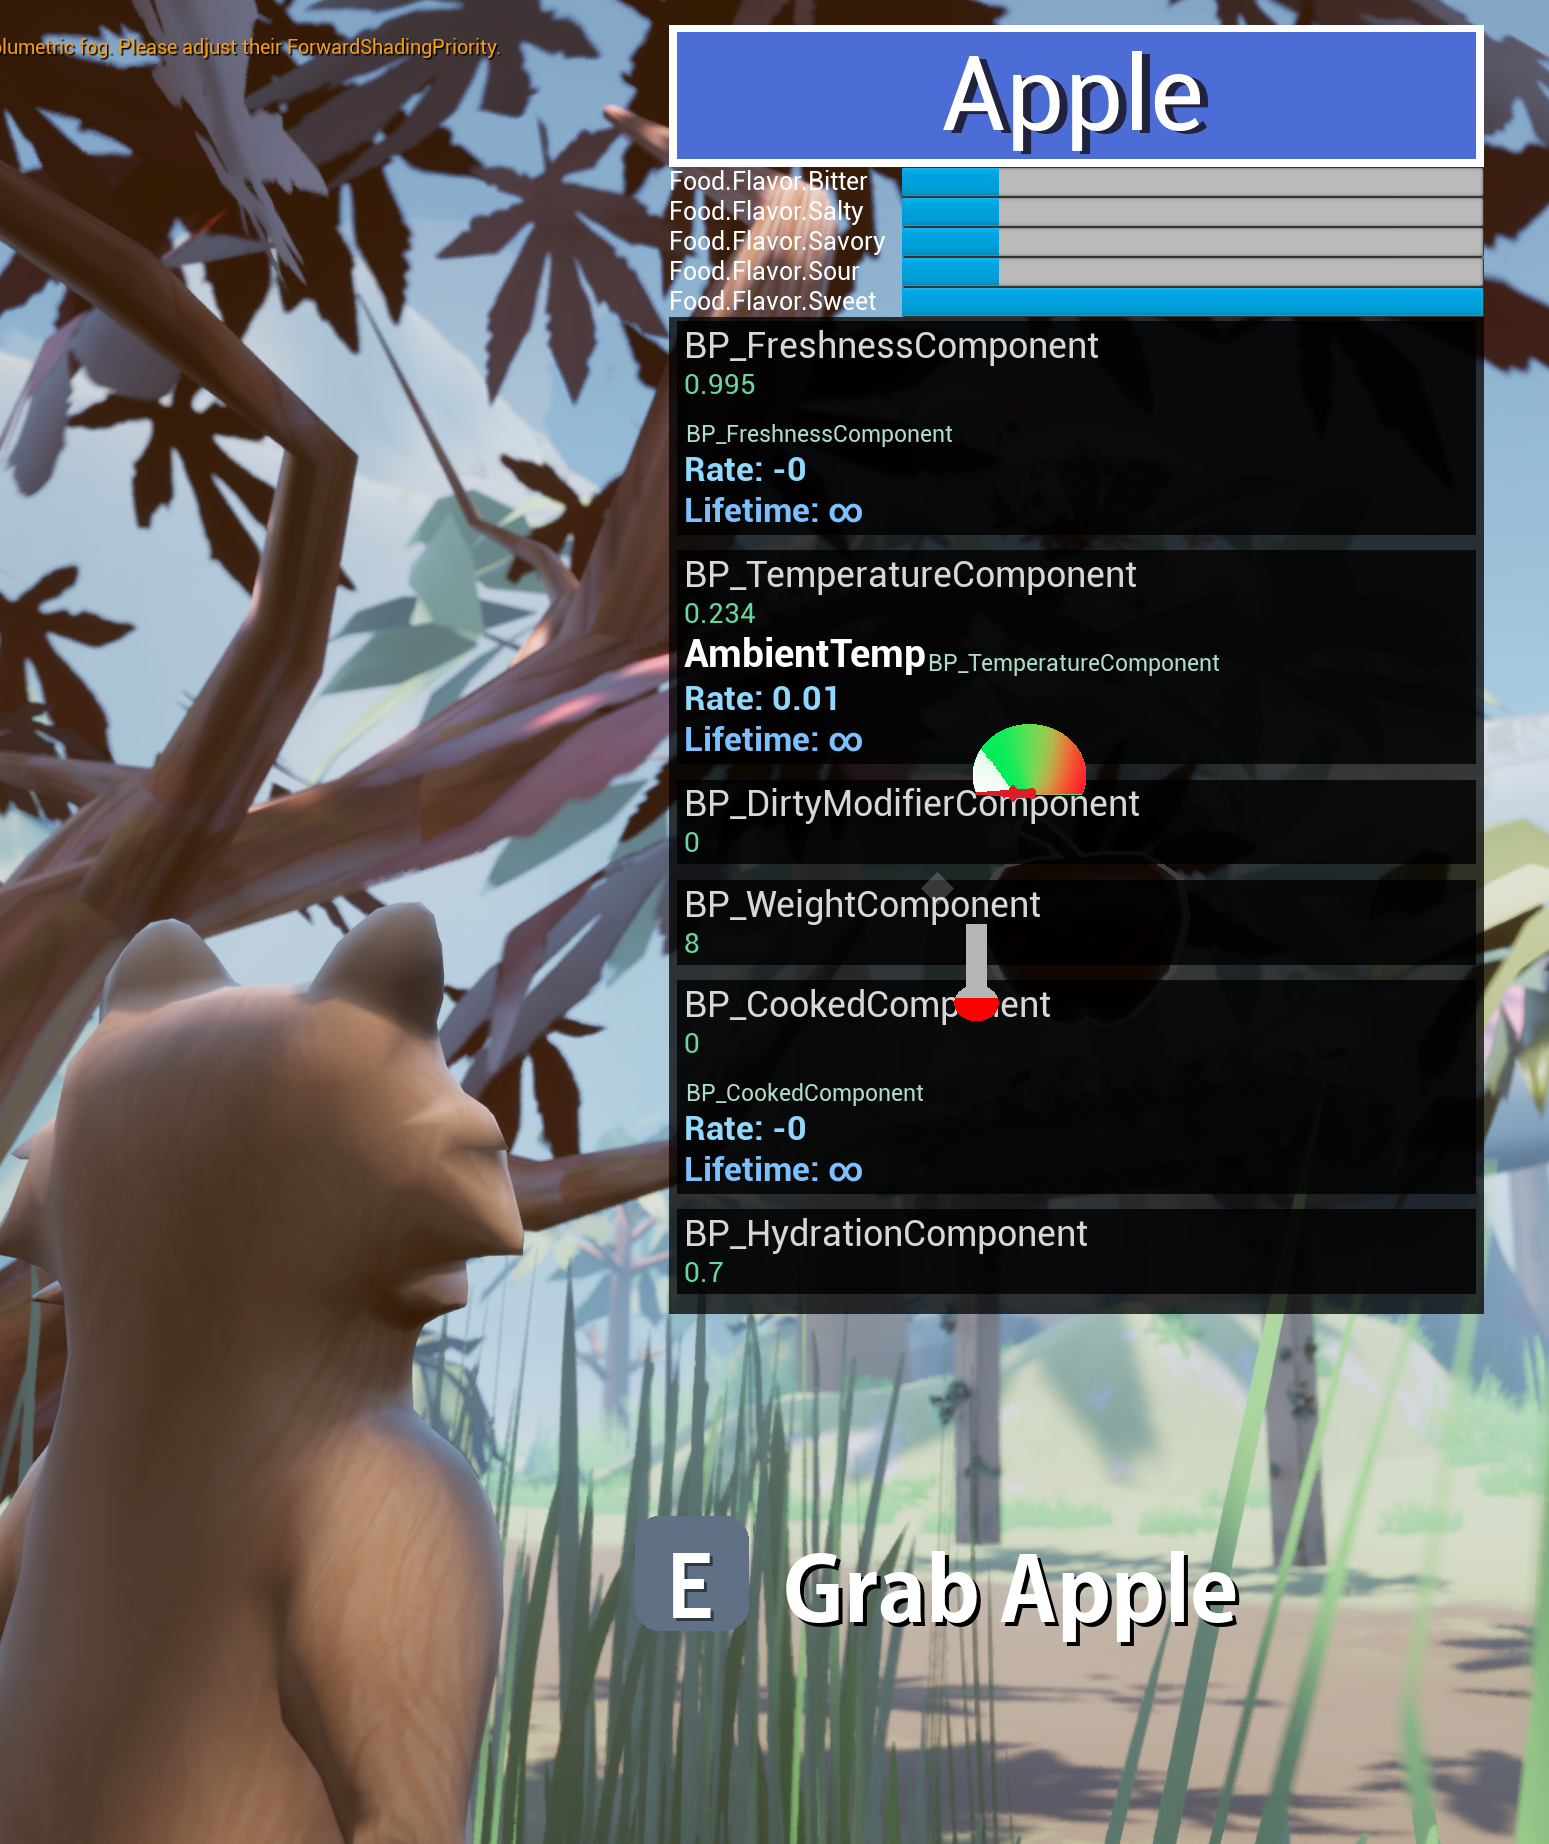 olumetric fog. Please adjust their ForwardShadingPriority.
Apple
Food.Flavor.Bitter
Food.Flavor.Salty
Food.Flavor.Savory
Food.Flavor.Sour
Food.Flavor.Sweet
BP_FreshnessComponent
0.995
BP_FreshnessComponent
Rate: -0
Lifetime: ∞
BP_TemperatureComponent
0.234
AmbientTemp BP_TemperatureComponent
Rate: 0.01
Lifetime: ∞
BP_DirtyModifierComponent
0
BP_WeightComponent
8
BP_CookedComponent
0
BP_CookedComponent
Rate: -0
Lifetime: ∞
BP_HydrationComponent
0.7
E Grab Apple